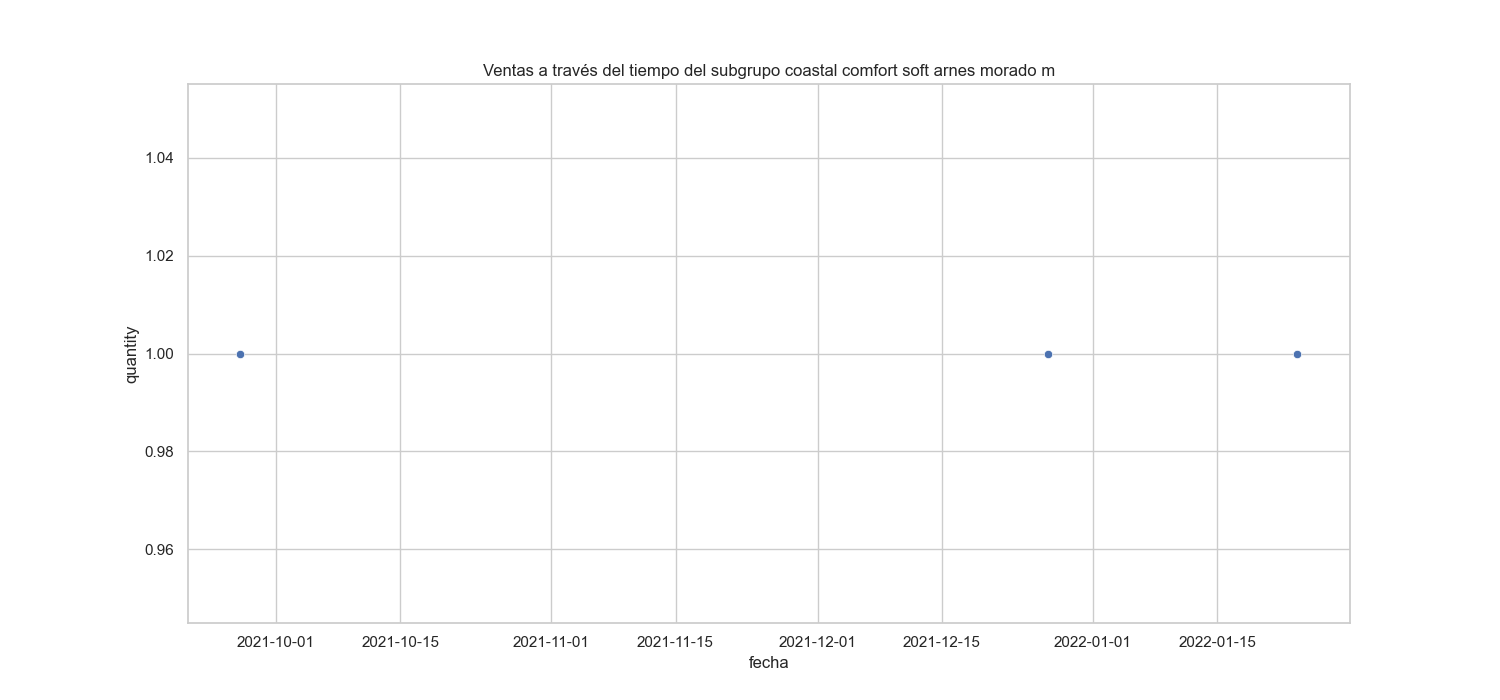 Ventas a través del tiempo del subgrupo coastal comfort soft arnes morado m
1.04
1.02
1.00
0.98
0.96
quantity
2021-10-01 2021-10-15 2021-11-01 2021-11-15 2021-12-01 2021-12-15 2022-01-01 2022-01-15
fecha